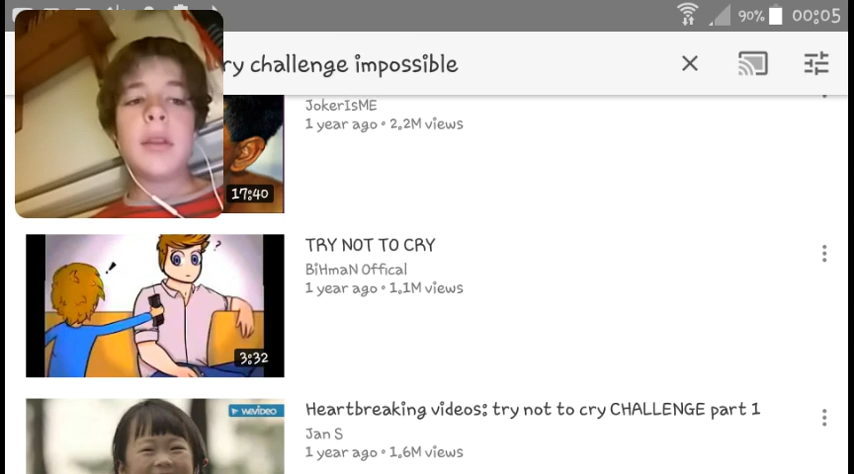 90% 00:05
ry challenge impossible
JokerIsME
1 year ago • 2.2M views
17:40
TRY NOT TO CRY
BiHmaN Offical
1 year ago • 1.1M views
3:32
WeVideo
Heartbreaking videos: try not to cry CHALLENGE part 1
Jan S
1 year ago • 1.6M views